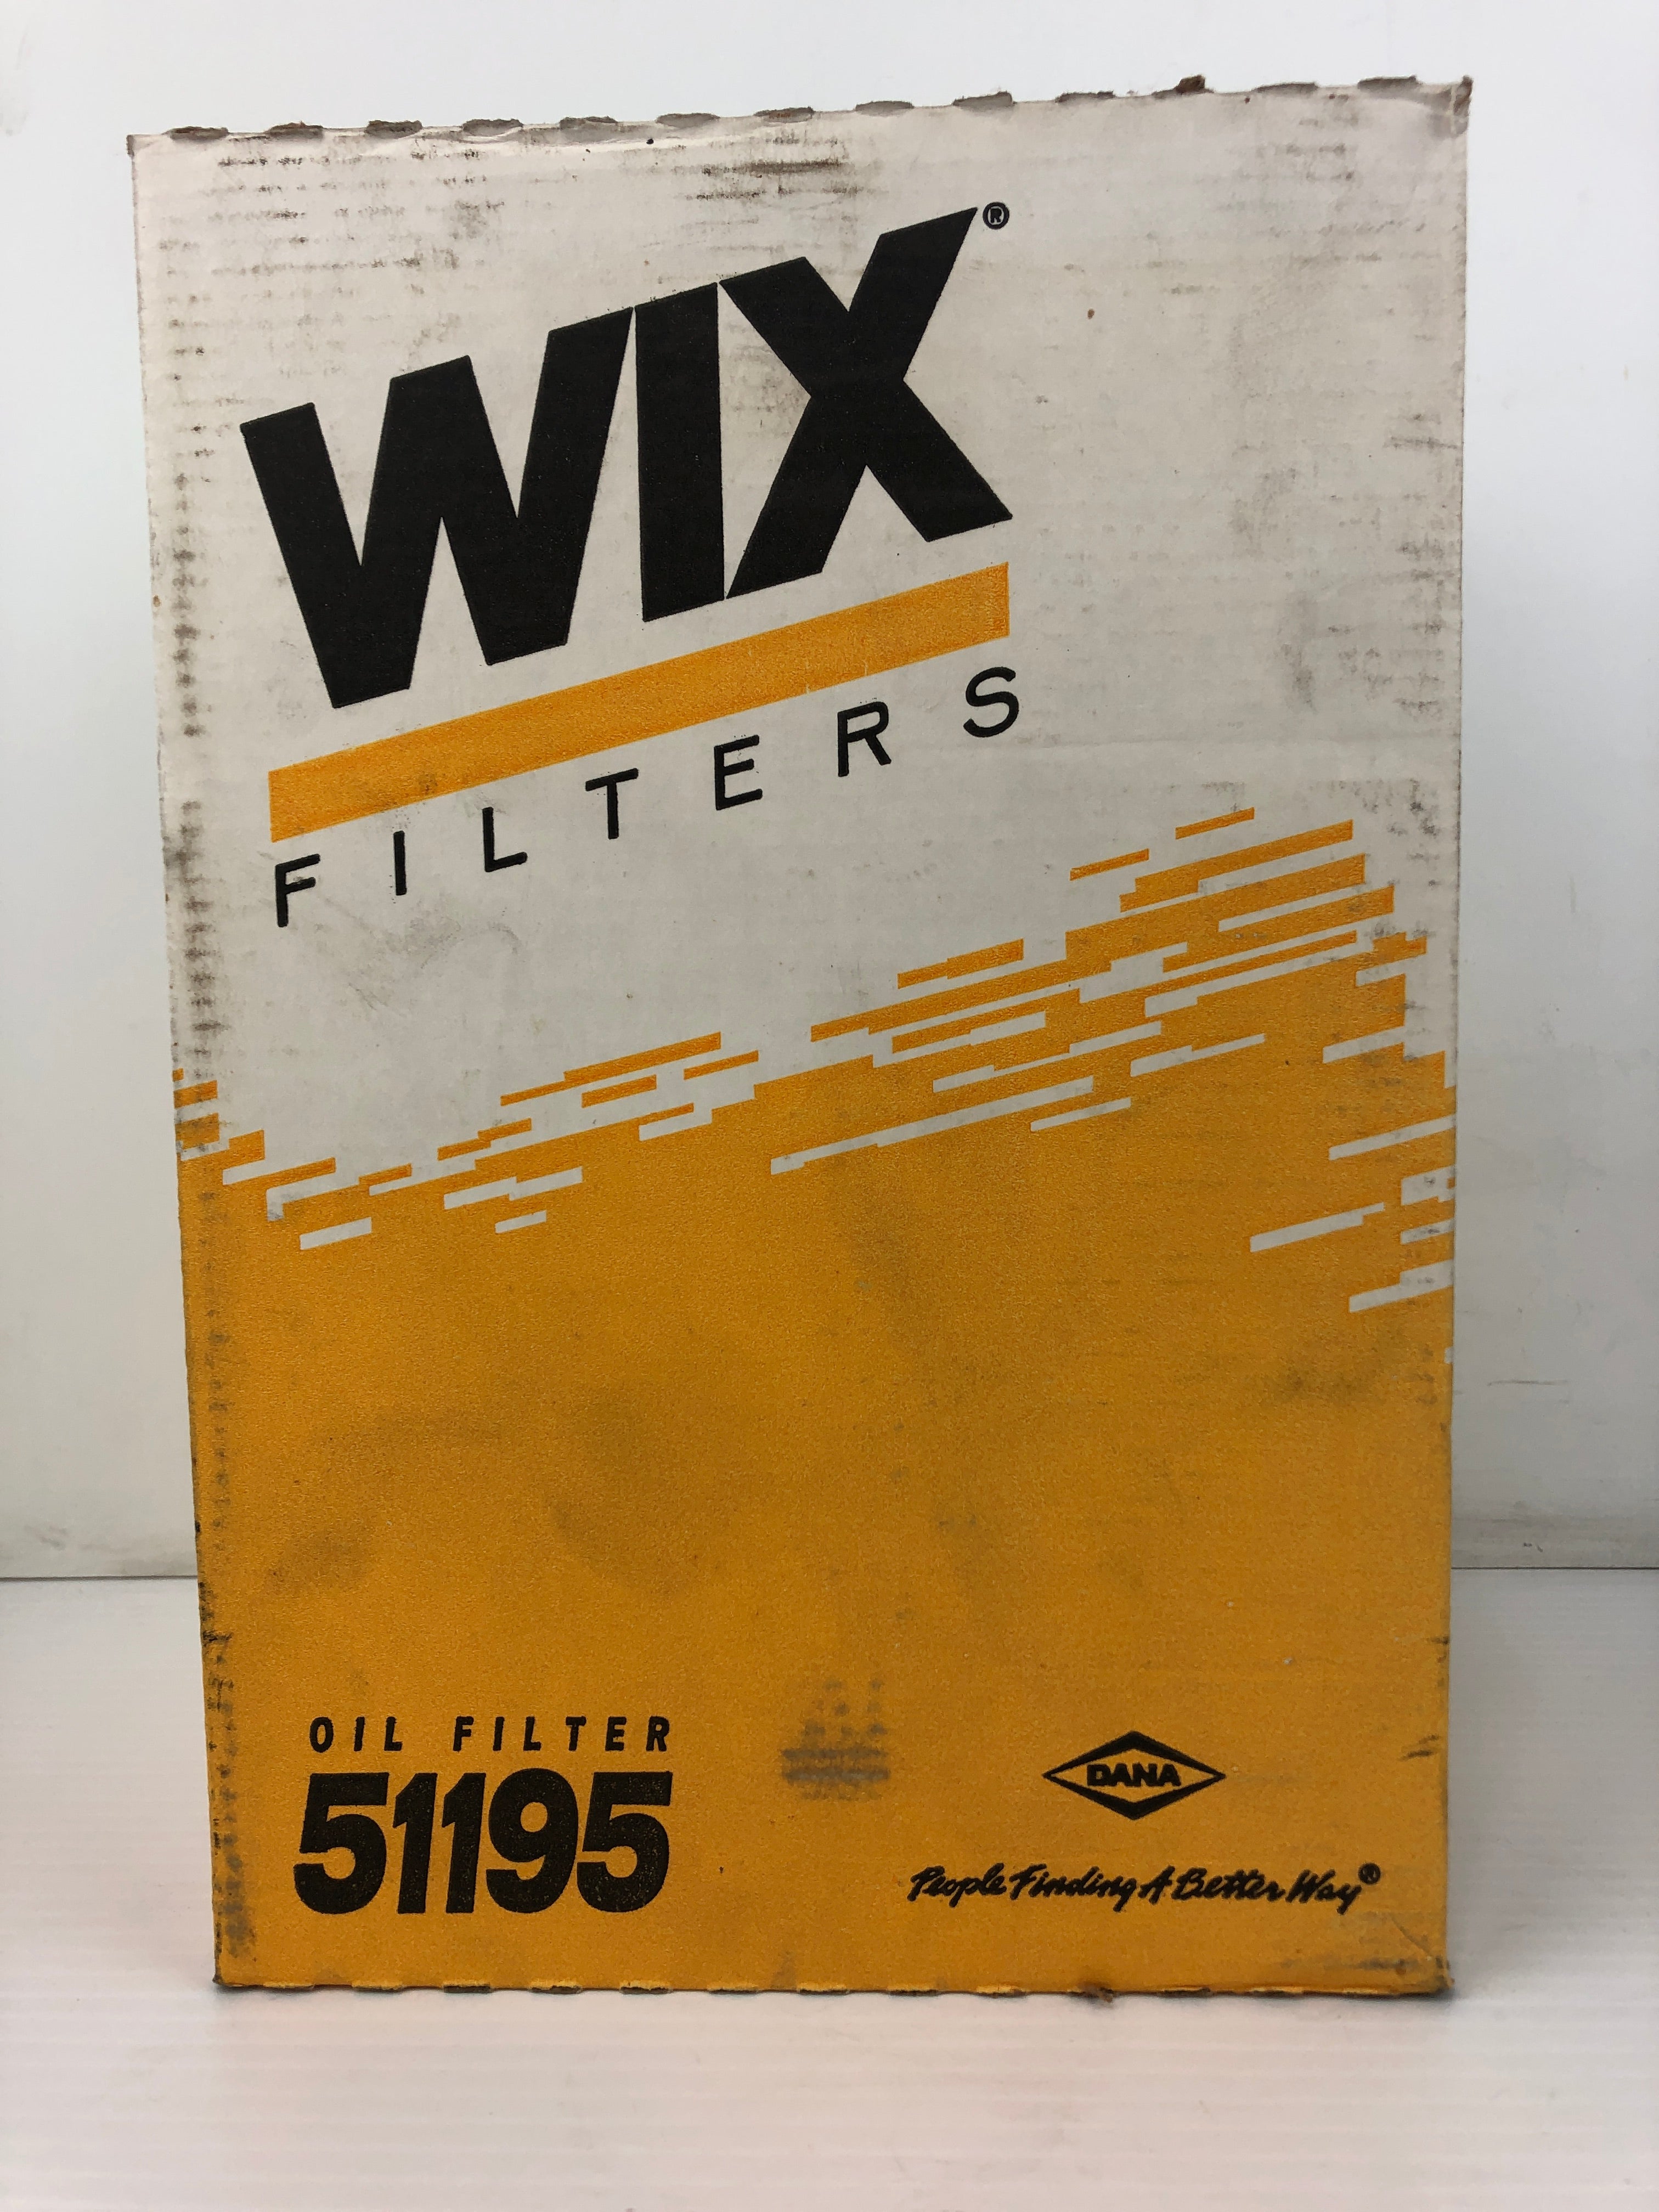 WIX®
FILTERS
OIL FILTER
51195
DANA
People Finding A Better Way®